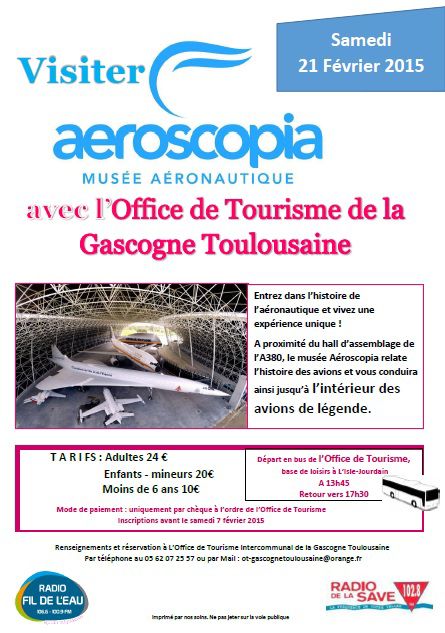 Visiter
Samedi
21 Février 2015
aeroscopia
MUSÉE AÉRONAUTIQUE
avec l'Office de Tourisme de la
Gascogne Toulousaine
Entrez dans l'histoire de
l'aéronautique et vivez une
expérience unique !
A proximité du hall d'assemblage de
l'A380, le musée Aéroscopia relate
l'histoire des avions et vous conduira
ainsi jusqu'à l'intérieur des
avions de légende.
T A R I F S : Adultes 24 €
Enfants - mineurs 20€
Moins de 6 ans 10€
Départ en bus de l'Office de Tourisme,
base de loisirs à L'Isle-Jourdain
A 13h45
Retour vers 17h30
Mode de paiement : uniquement par chèque à l'ordre de l'Office de Tourisme
Inscriptions avant le samedi 7 février 2015
Renseignements et réservation à L'Office de Tourisme Intercommunal de la Gascogne Toulousaine
Par téléphone au 05 62 07 25 57 ou par Mail : ot-gascognetoulousaine@orange.fr
RADIO
FIL DE L'EAU
106.6 - 103.9 FM
RADIO
DE LA SAVE
102.8
Imprimé par nos soins. Ne pas jeter sur la voie publique